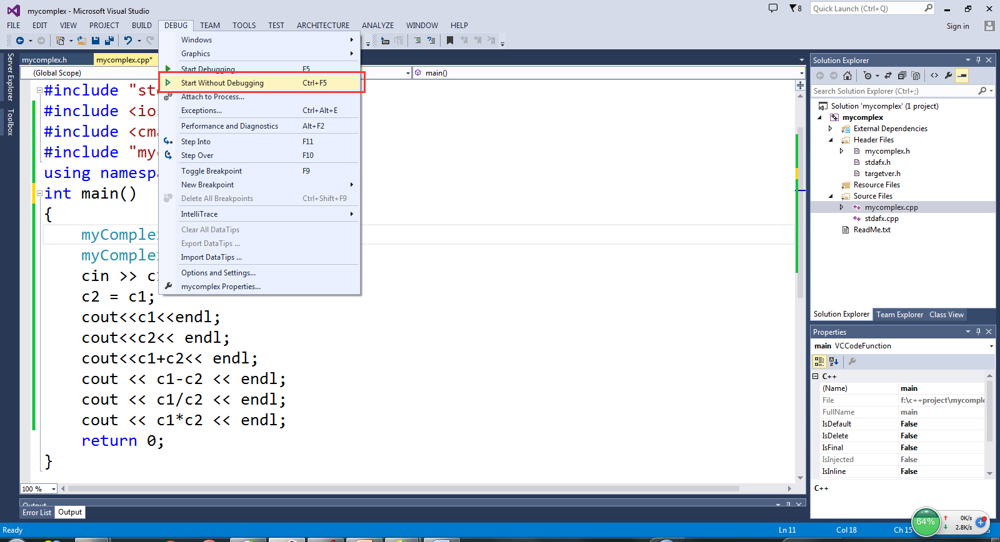 mycomplex - Microsoft Visual Studio
8
Quick Launch (Ctrl+Q)
FILE EDIT VIEW PROJECT BUILD DEBUG TEAM TOOLS TEST ARCHITECTURE ANALYZE WINDOW HELP
Sign in
Server Explorer
Toolbox
mycomplex.h
mycomplex.cpp*
(Global Scope)
main()
Windows
Graphics
Start Debugging F5
Start Without Debugging Ctrl+F5
Attach to Process...
Exceptions... Ctrl+Alt+E
Performance and Diagnostics Alt+F2
Step Into F11
Step Over F10
Toggle Breakpoint F9
New Breakpoint
Delete All Breakpoints Ctrl+Shift+F9
IntelliTrace
Clear All DataTips
Export DataTips ...
Import DataTips ...
Options and Settings...
mycomplex Properties...
#include "st
#include <io
#include <cm
#include "my
using namesp
int main()
{
myComple
myComple
cin >> c
c2 = c1;
cout<<c1<<endl;
cout<<c2<< endl;
cout<<c1+c2<< endl;
cout << c1-c2 << endl;
cout << c1/c2 << endl;
cout << c1*c2 << endl;
return 0;
}
100 %
Output
Error List
Output
Solution Explorer
Search Solution Explorer (Ctrl+;)
Solution 'mycomplex' (1 project)
mycomplex
External Dependencies
Header Files
mycomplex.h
stdafx.h
targetver.h
Resource Files
Source Files
mycomplex.cpp
stdafx.cpp
ReadMe.txt
Solution Explorer Team Explorer Class View
Properties
main VCCodeFunction
C++
(Name) main
File f:\c++project\mycomple
FullName main
IsDefault False
IsDelete False
IsFinal False
IsInjected False
IsInline False
C++
64%
0K/s
2.8K/s
Ready
Ln 11 Col 18 Ch 15